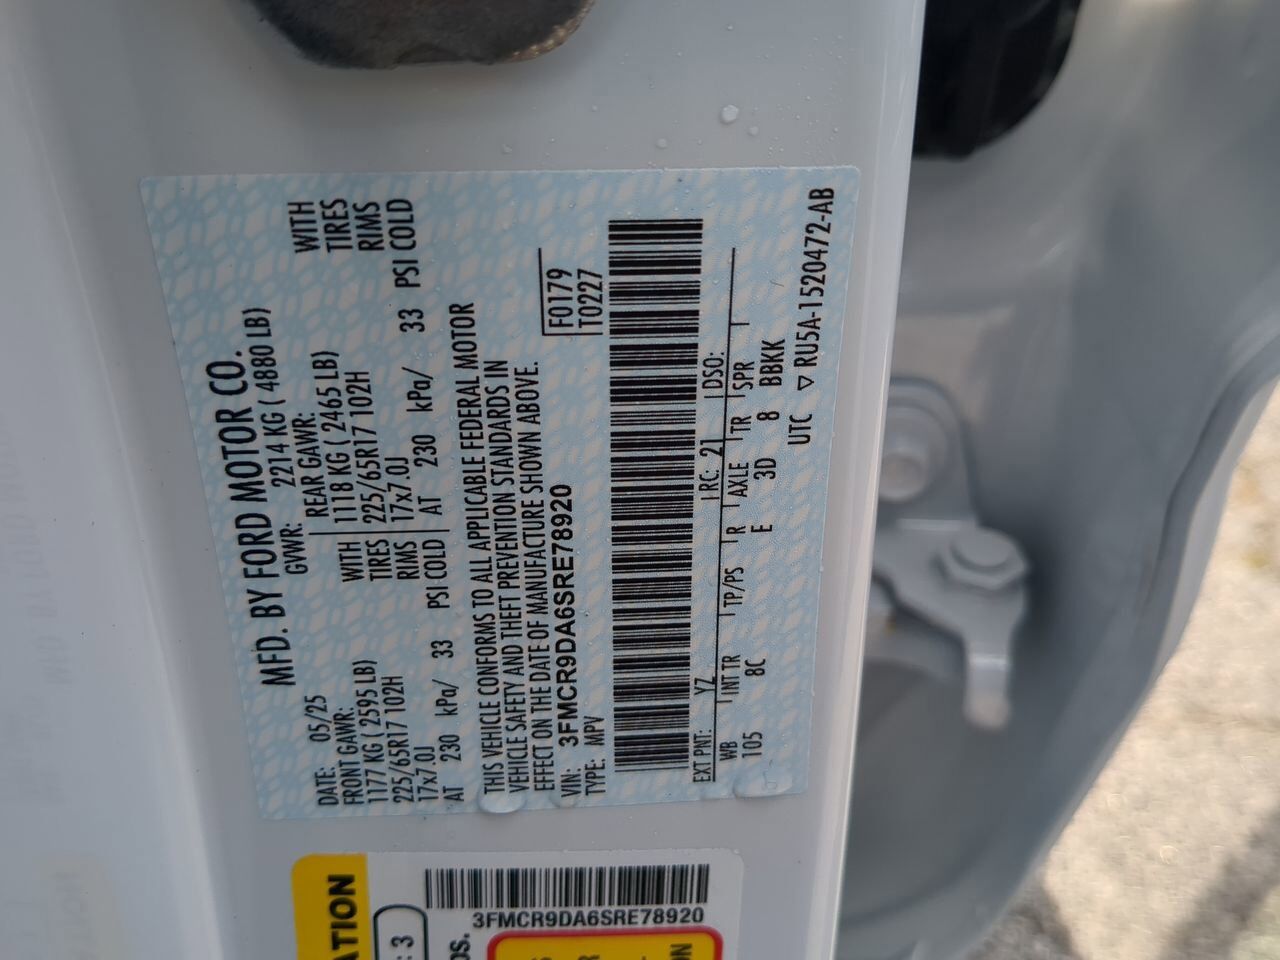 MFD. BY FORD MOTOR CO.
DATE: 05/25 GVWR: 2214 KG ( 4880 LB)
FRONT GAWR: REAR GAWR:
1177 KG ( 2595 LB) WITH 1118 KG ( 2465 LB) WITH
225/65R17 102H TIRES 225/65R17 102H TIRES
17x7.0J RIMS 17x7.0J RIMS
AT 230 kPa/ 33 PSI COLD AT 230 kPa/ 33 PSI COLD
THIS VEHICLE CONFORMS TO ALL APPLICABLE FEDERAL MOTOR
VEHICLE SAFETY AND THEFT PREVENTION STANDARDS IN
EFFECT ON THE DATE OF MANUFACTURE SHOWN ABOVE.
VIN: 3FMCR9DA6SRE78920 F0179
TYPE: MPV T0227
EXT PNT: YZ RC: 21 DSO:
WB INT TR TP/PS R AXLE TR SPR
105 8C E 3D 8 BBKK
UTC ▽ RU5A-1520472-AB
ATION
: 3
3FMCR9DA6SRE78920